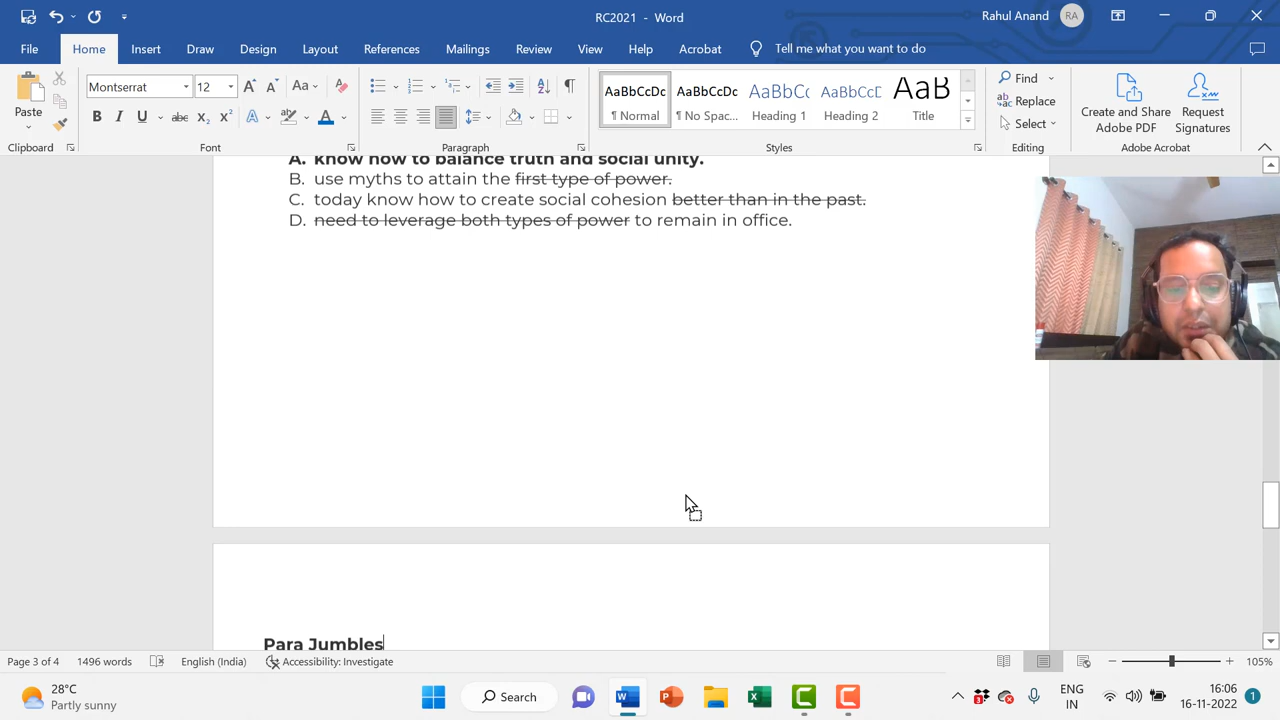 RC2021 - Word
Rahul Anand RA
File Home Insert Draw Design Layout References Mailings Review View Help Acrobat Tell me what you want to do
Paste
Montserrat 12
AaBbCcDc AaBbCcDc AaBbCc AaBbCcD AaB
¶ Normal ¶ No Spac... Heading 1 Heading 2 Title
Find
Replace
Select
Create and Share Adobe PDF
Request Signatures
Clipboard Font Paragraph Styles Editing Adobe Acrobat
A. know how to balance truth and social unity.
B. use myths to attain the first type of power.
C. today know how to create social cohesion better than in the past.
D. need to leverage both types of power to remain in office.
Para Jumbles
Page 3 of 4 1496 words English (India) Accessibility: Investigate 105%
28°C
Partly sunny
Search
ENG
IN
16:06
16-11-2022
1